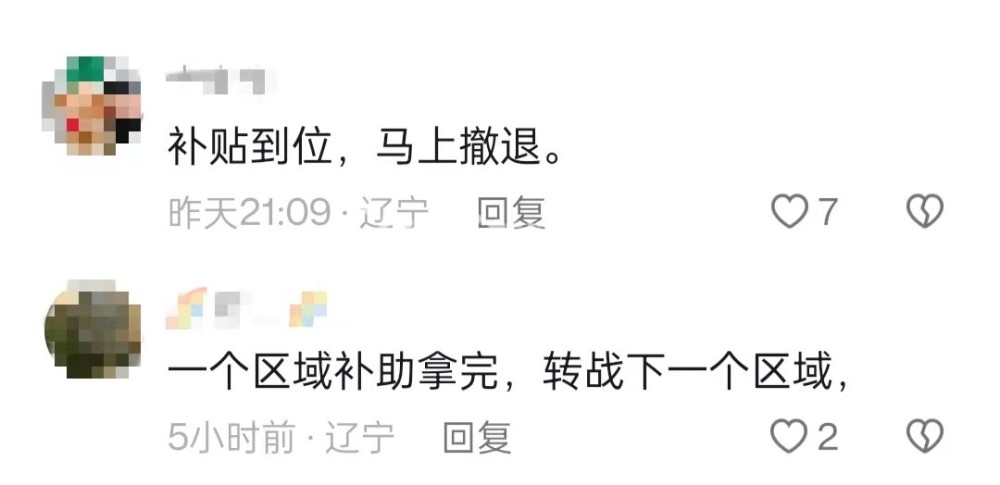 补贴到位，马上撤退。
昨天21:09 · 辽宁 回复 7
一个区域补助拿完，转战下一个区域，
5小时前 · 辽宁 回复 2